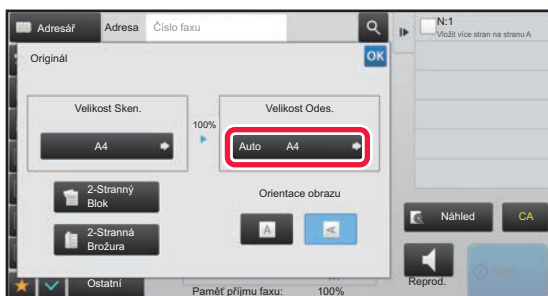 Adresář
Adresa
Číslo faxu
N:1
Vložit více stran na stranu A
Originál
OK
Velikost Sken.
100%
Velikost Odes.
A4
Auto A4
2-Stranný
Blok
Orientace obrazu
2-Stranná
Brožura
Náhled
CA
Ostatní
Paměť příjmu faxu: 100%
Reprod.
Start